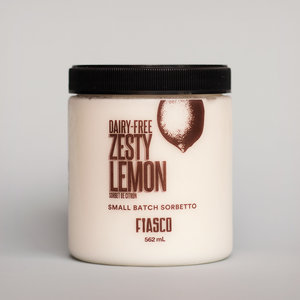 DAIRY-FREE
ZESTY
LEMON
SORBET DE CITRON
SMALL BATCH SORBETTO
FIASCO
562 mL